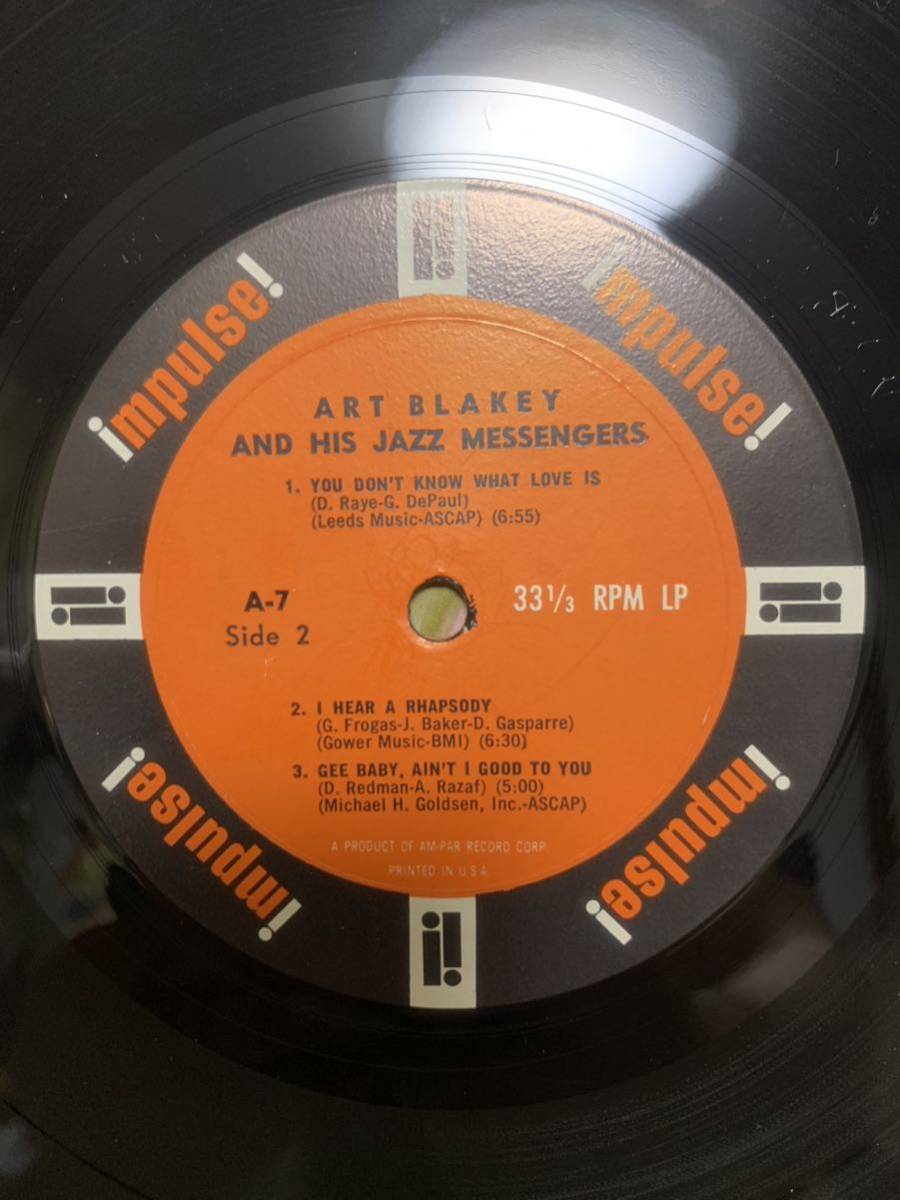 impulse!
impulse!
ART BLAKEY
AND HIS JAZZ MESSENGERS
1. YOU DON'T KNOW WHAT LOVE IS
(D. Raye-G. DePaul)
(Leeds Music-ASCAP) (6:55)
A-7
Side 2
33 1/3 RPM LP
2. I HEAR A RHAPSODY
(G. Frogas-J. Baker-D. Gasparre)
(Gower Music-BMI) (6:30)
3. GEE BABY, AIN'T I GOOD TO YOU
(D. Redman-A. Razaf) (5:00)
(Michael H. Goldsen, Inc.-ASCAP)
A PRODUCT OF AM-PAR RECORD CORP.
PRINTED IN U.S.A.
impulse!
impulse!